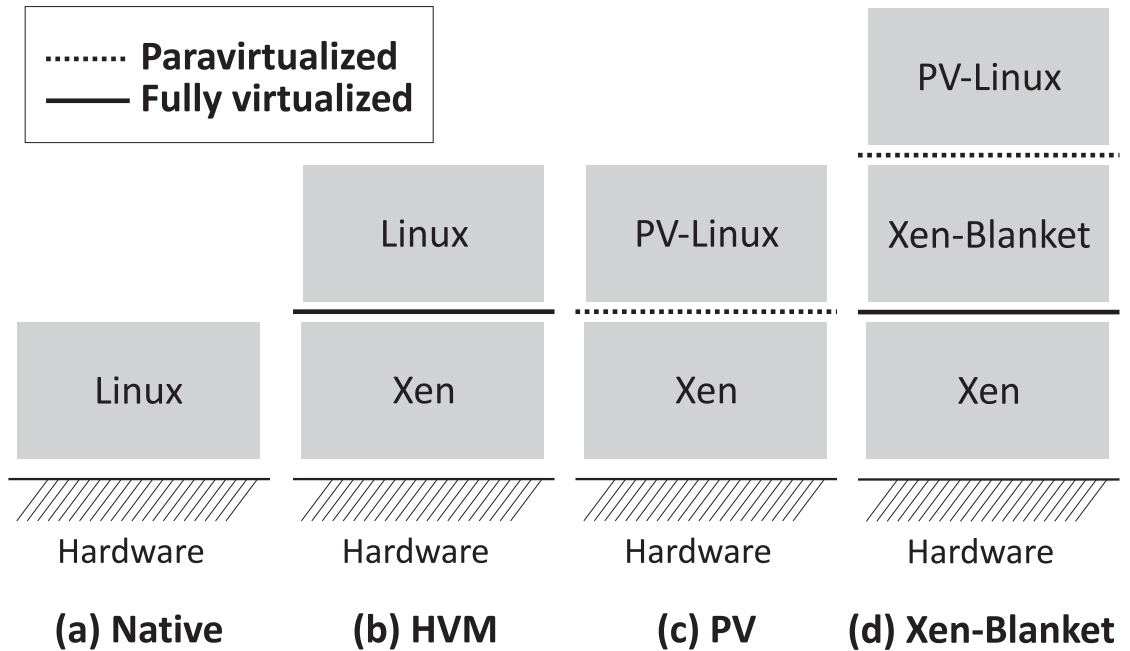 Paravirtualized
Fully virtualized
PV-Linux
Linux
PV-Linux
Xen-Blanket
Linux
Xen
Xen
Xen
Hardware
Hardware
Hardware
Hardware
(a) Native
(b) HVM
(c) PV
(d) Xen-Blanket